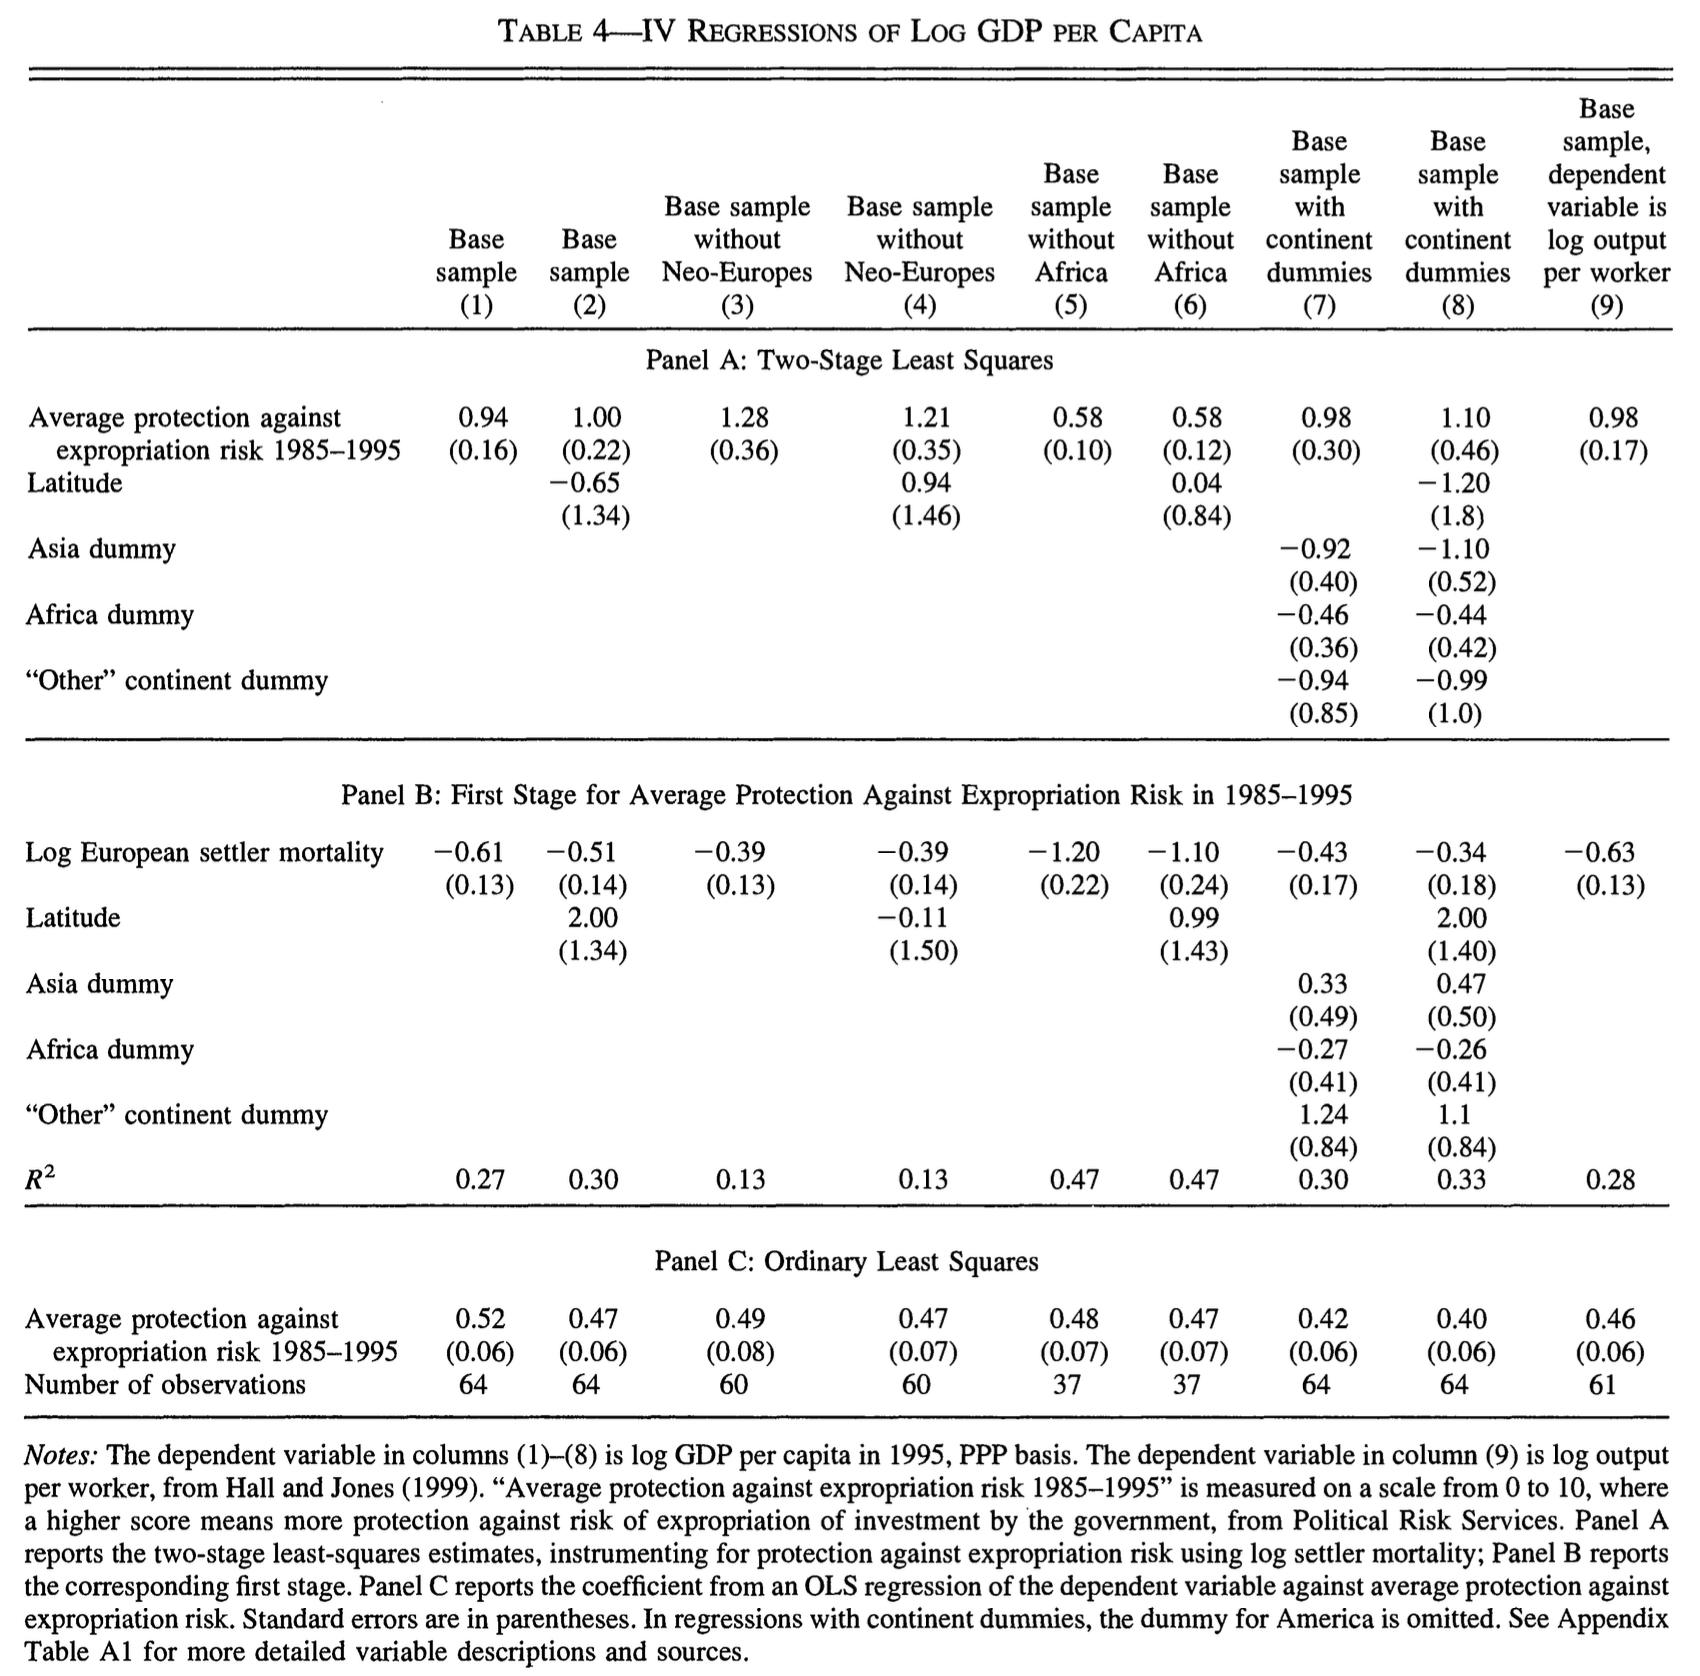 TABLE 4—IV REGRESSIONS OF LOG GDP PER CAPITA
Base
Base Base sample,
sample sample dependent
Base Base with with variable is
Base sample Base sample sample sample continent continent log output
Base Base without without without without dummies dummies per worker
sample sample Neo-Europes Neo-Europes Africa Africa
(1) (2) (3) (4) (5) (6) (7) (8) (9)
Panel A: Two-Stage Least Squares
Average protection against 0.94 1.00 1.28 1.21 0.58 0.58 0.98 1.10 0.98
expropriation risk 1985–1995 (0.16) (0.22) (0.36) (0.35) (0.10) (0.12) (0.30) (0.46) (0.17)
Latitude −0.65 0.94 0.04 −1.20
(1.34) (1.46) (0.84) (1.8)
Asia dummy −0.92 −1.10
(0.40) (0.52)
Africa dummy −0.46 −0.44
(0.36) (0.42)
“Other” continent dummy −0.94 −0.99
(0.85) (1.0)
Panel B: First Stage for Average Protection Against Expropriation Risk in 1985–1995
Log European settler mortality −0.61 −0.51 −0.39 −0.39 −1.20 −1.10 −0.43 −0.34 −0.63
(0.13) (0.14) (0.13) (0.14) (0.22) (0.24) (0.17) (0.18) (0.13)
Latitude 2.00 −0.11 0.99 2.00
(1.34) (1.50) (1.43) (1.40)
Asia dummy 0.33 0.47
(0.49) (0.50)
Africa dummy −0.27 −0.26
(0.41) (0.41)
“Other” continent dummy 1.24 1.1
(0.84) (0.84)
R² 0.27 0.30 0.13 0.13 0.47 0.47 0.30 0.33 0.28
Panel C: Ordinary Least Squares
Average protection against 0.52 0.47 0.49 0.47 0.48 0.47 0.42 0.40 0.46
expropriation risk 1985–1995 (0.06) (0.06) (0.08) (0.07) (0.07) (0.07) (0.06) (0.06) (0.06)
Number of observations 64 64 60 60 37 37 64 64 61
Notes: The dependent variable in columns (1)–(8) is log GDP per capita in 1995, PPP basis. The dependent variable in column (9) is log output
per worker, from Hall and Jones (1999). “Average protection against expropriation risk 1985–1995” is measured on a scale from 0 to 10, where
a higher score means more protection against risk of expropriation of investment by the government, from Political Risk Services. Panel A
reports the two-stage least-squares estimates, instrumenting for protection against expropriation risk using log settler mortality; Panel B reports
the corresponding first stage. Panel C reports the coefficient from an OLS regression of the dependent variable against average protection against
expropriation risk. Standard errors are in parentheses. In regressions with continent dummies, the dummy for America is omitted. See Appendix
Table A1 for more detailed variable descriptions and sources.